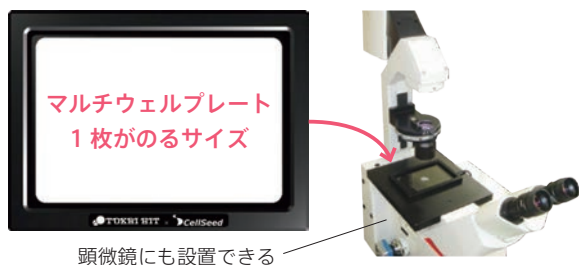 マルチウェルプレート
1 枚がのるサイズ
TOKAI HIT × CellSeed
顕微鏡にも設置できる